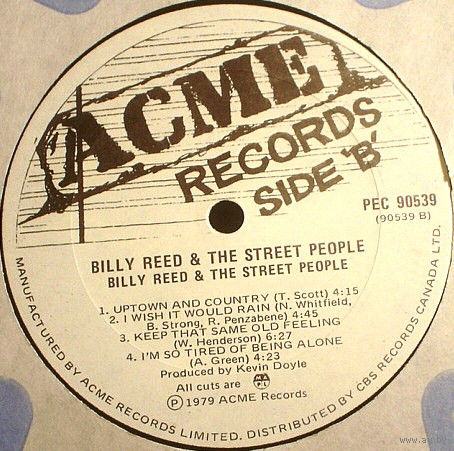 ACME
RECORDS
SIDE 'B'
PEC 90539
(90539 B)
BILLY REED & THE STREET PEOPLE
BILLY REED & THE STREET PEOPLE
1. UPTOWN AND COUNTRY (T. Scott) 4:15
2. I WISH IT WOULD RAIN (N. Whitfield,
B. Strong, R. Penzabene) 4:45
3. KEEP THAT SAME OLD FEELING
(W. Henderson) 6:27
4. I'M SO TIRED OF BEING ALONE
(A. Green) 4:23
Produced by Kevin Doyle
All cuts are
Ⓟ 1979 ACME Records
MANUFACTURED BY ACME RECORDS LIMITED. DISTRIBUTED BY CBS RECORDS CANADA LTD.